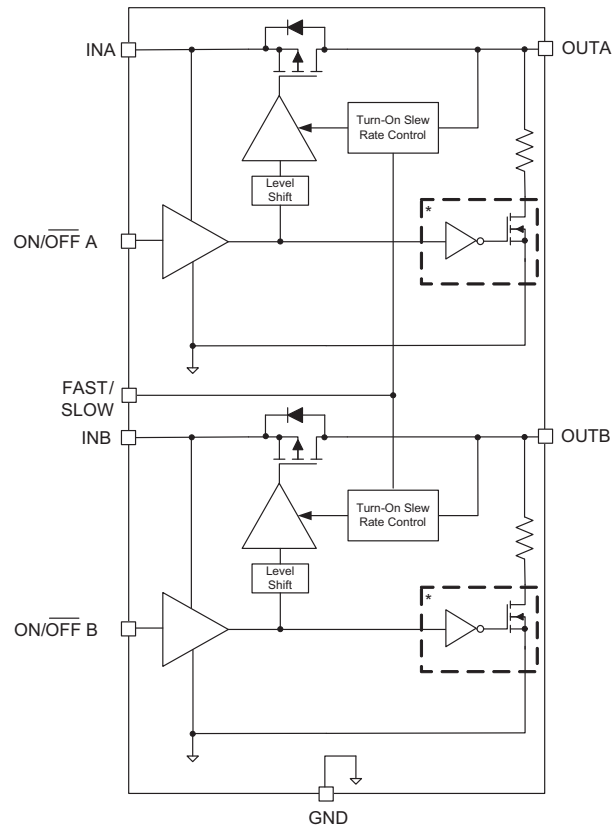 INA
OUTA
Turn-On Slew
Rate Control
Level
Shift
*
ON/OFF A
FAST/
SLOW
INB
OUTB
Turn-On Slew
Rate Control
Level
Shift
*
ON/OFF B
GND